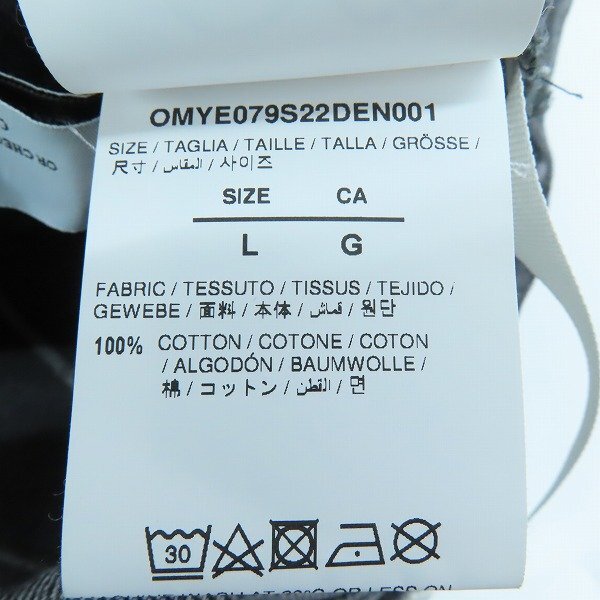 OMYE079S22DEN001
SIZE / TAGLIA / TAILLE / TALLA / GRÖSSE /
尺寸 / المقاس / 사이즈
SIZE CA
L G
FABRIC / TESSUTO / TISSUS / TEJIDO /
GEWEBE / 面料 / 本体 / قماش / 원단
100% COTTON / COTONE / COTON
/ ALGODÓN / BAUMWOLLE /
棉 / コットン / القطن / 면
30
OR CRE